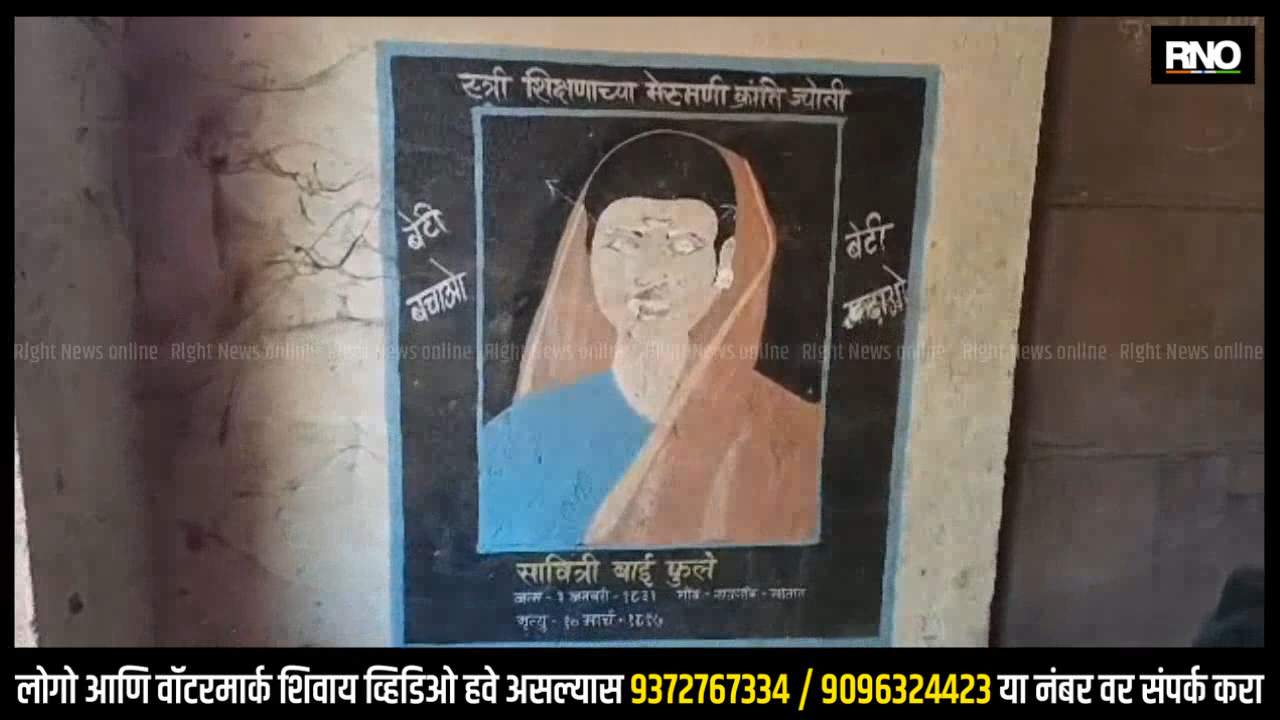 RNO
स्त्री शिक्षणाच्या मेरुमणी क्रांति ज्योती
बेटी
बचाओ
बेटी
Right News online Right News online Right News online Right News online Right News online Right News online Right News online Right News online
सावित्री बाई फुले
जन्म - ३ जानवरी - १८३१ गाँव - नायगाँव -
मृत्यु - १० मार्च - १८९७
लोगो आणि वॉटरमार्क शिवाय व्हिडिओ हवे असल्यास 9372767334 / 9096324423 या नंबर वर संपर्क करा